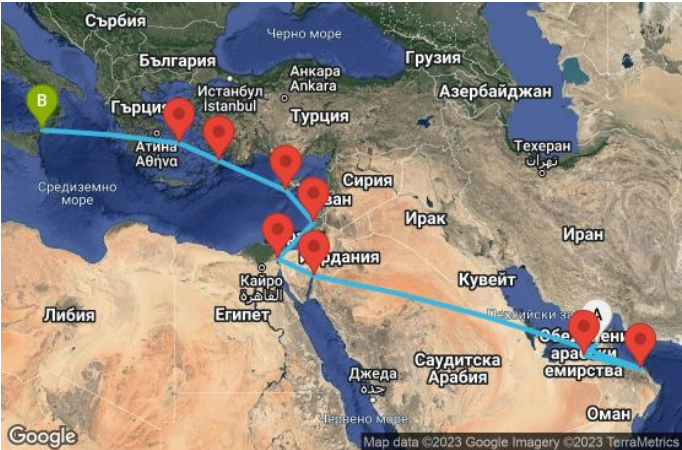 Сърбия
Черно море
България
Грузия
Истанбул
İstanbul
Анкара
Ankara
Азербайджан
B
Гърция
Турция
Атина
Αθήνα
Техеран
تهران
Средиземно
море
Сирия
Ирак
Иран
Йордания
Кайро
القاهرة
Кувейт
Либия
Египет
A
арабски
емирства
Саудитска
Арабия
Джеда
جدة
Червено море
Оман
Google
Map data ©2023 Google Imagery ©2023 TerraMetrics